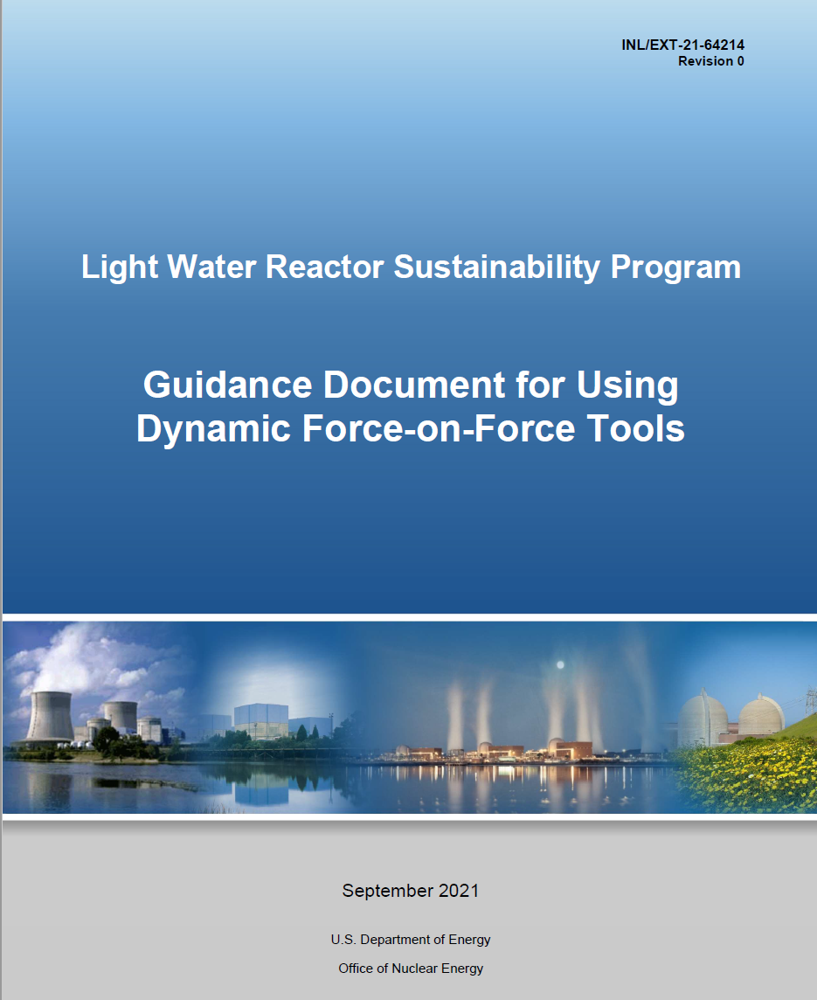 INL/EXT-21-64214
Revision 0
Light Water Reactor Sustainability Program
Guidance Document for Using
Dynamic Force-on-Force Tools
September 2021
U.S. Department of Energy
Office of Nuclear Energy